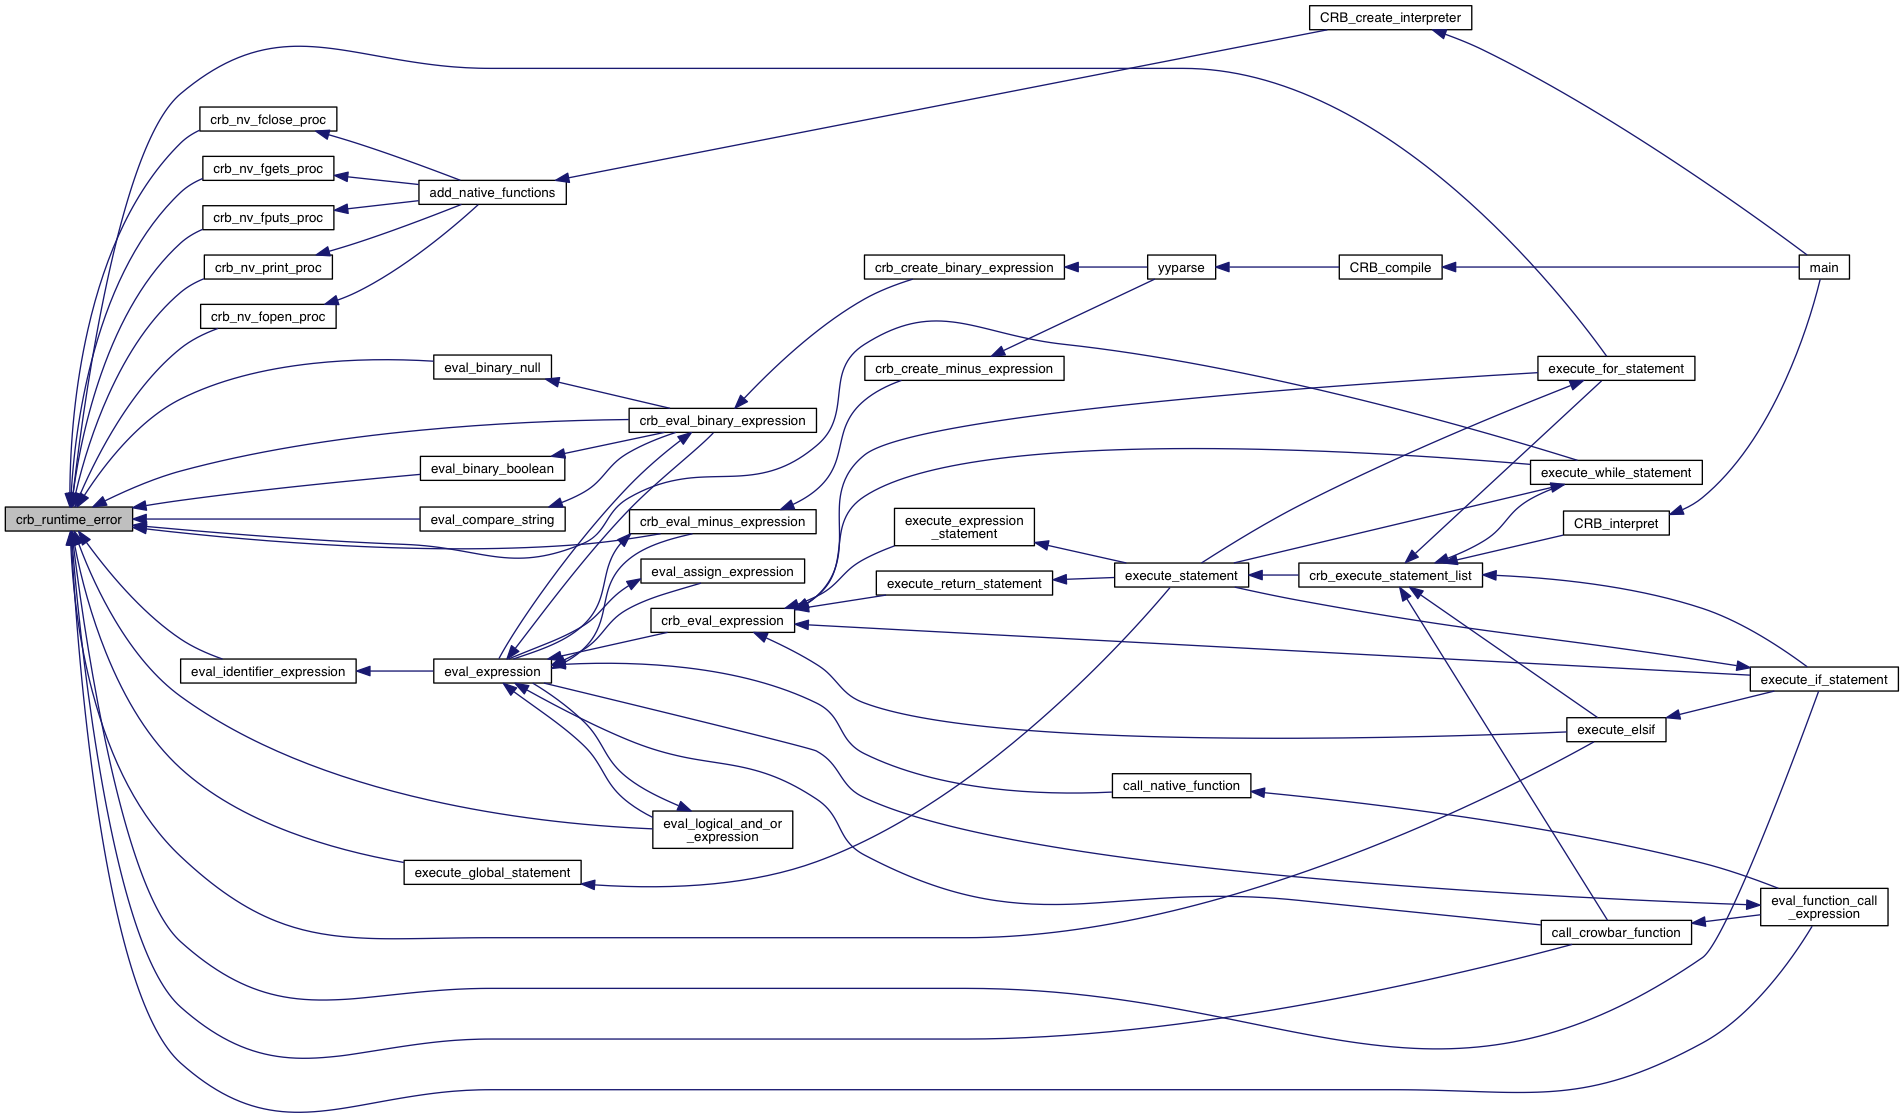 CRB_create_interpreter
crb_nv_fclose_proc
crb_nv_fgets_proc
add_native_functions
crb_nv_fputs_proc
crb_nv_print_proc
crb_create_binary_expression
yyparse
CRB_compile
main
crb_nv_fopen_proc
eval_binary_null
crb_create_minus_expression
execute_for_statement
crb_eval_binary_expression
eval_binary_boolean
execute_while_statement
crb_runtime_error
eval_compare_string
crb_eval_minus_expression
execute_expression
_statement
CRB_interpret
eval_assign_expression
execute_return_statement
execute_statement
crb_execute_statement_list
crb_eval_expression
eval_identifier_expression
eval_expression
execute_if_statement
execute_elsif
call_native_function
eval_logical_and_or
_expression
execute_global_statement
eval_function_call
_expression
call_crowbar_function